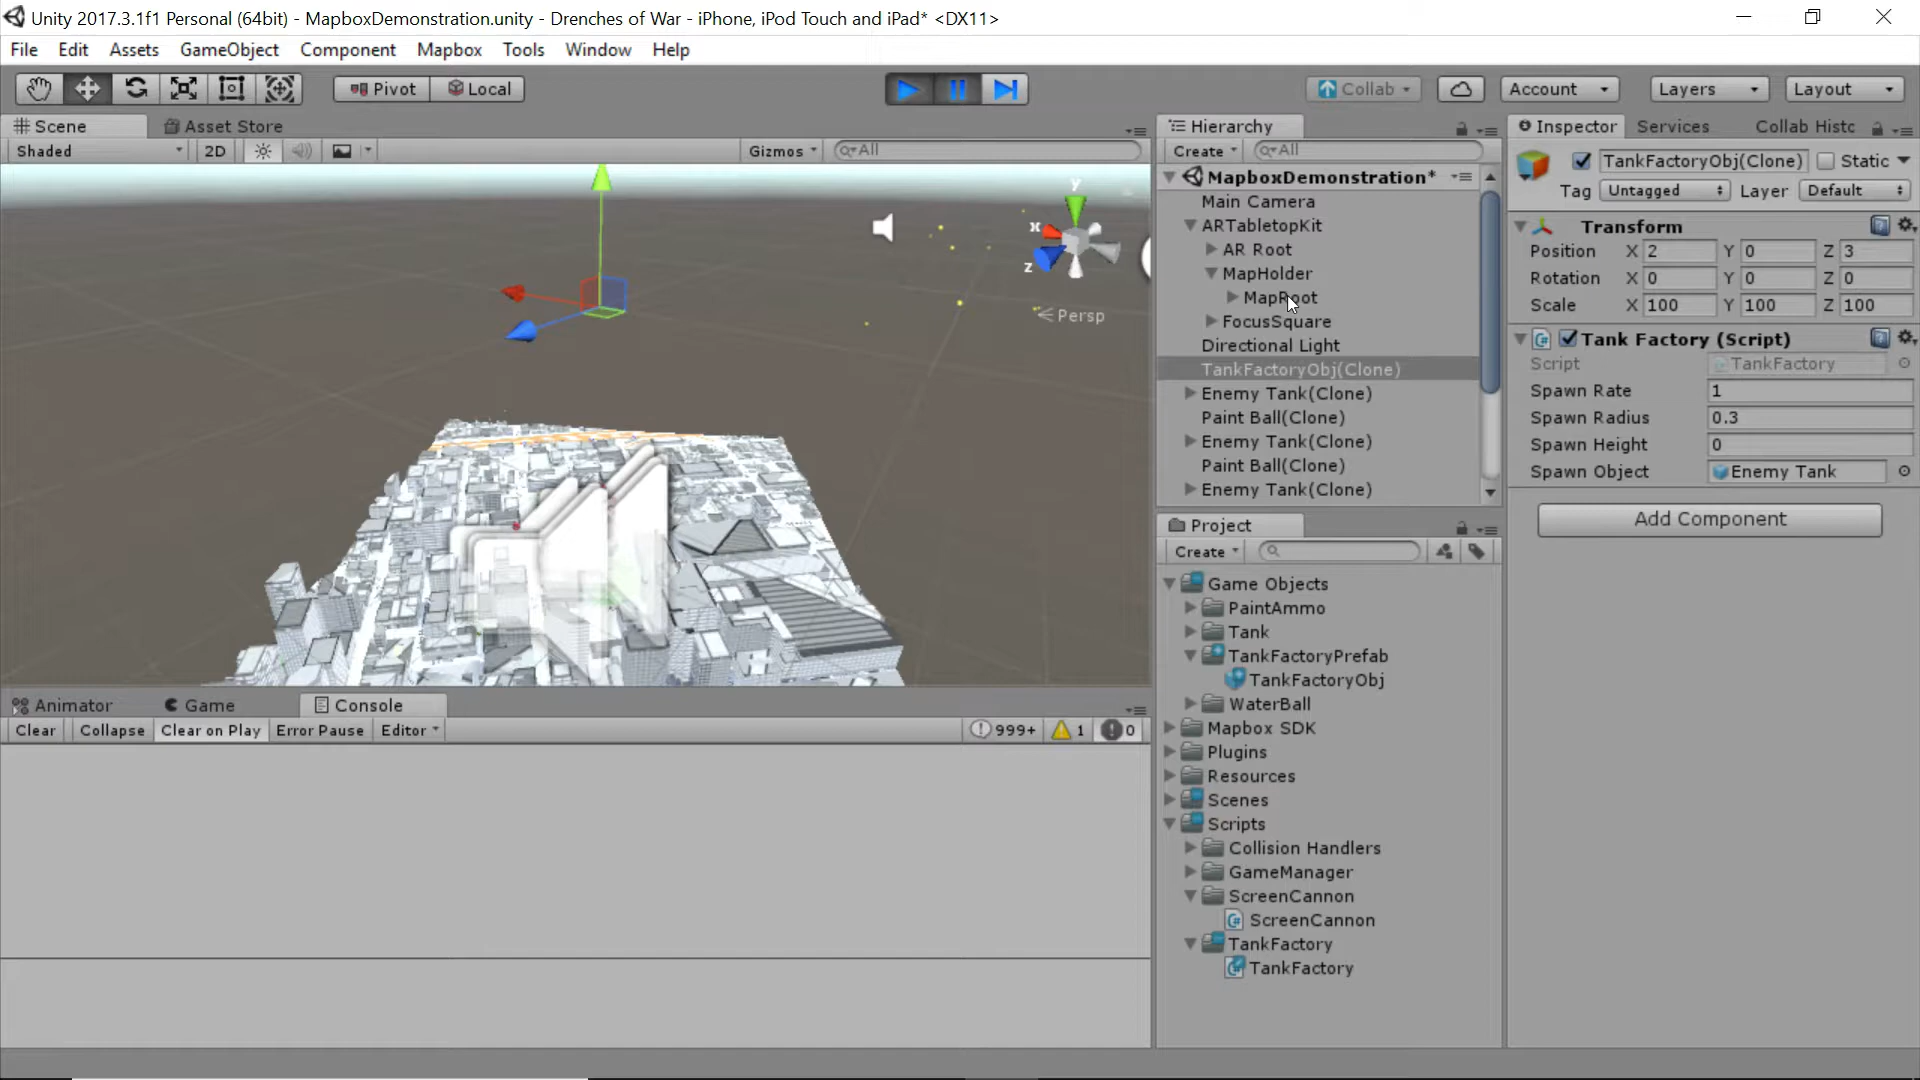 Unity 2017.3.1f1 Personal (64bit) - MapboxDemonstration.unity - Drenches of War - iPhone, iPod Touch and iPad* <DX11>
File Edit Assets GameObject Component Mapbox Tools Window Help
Pivot Local Collab Account Layers Layout
Scene Asset Store
Shaded 2D Gizmos All
y
x
z
Persp
Animator Game Console
Clear Collapse Clear on Play Error Pause Editor 999+ 1 0
Hierarchy
Create All
MapboxDemonstration*
Main Camera
ARTabletopKit
AR Root
MapHolder
MapRoot
FocusSquare
Directional Light
TankFactoryObj(Clone)
Enemy Tank(Clone)
Paint Ball(Clone)
Enemy Tank(Clone)
Paint Ball(Clone)
Enemy Tank(Clone)
Project
Create
Game Objects
PaintAmmo
Tank
TankFactoryPrefab
TankFactoryObj
WaterBall
Mapbox SDK
Plugins
Resources
Scenes
Scripts
Collision Handlers
GameManager
ScreenCannon
ScreenCannon
TankFactory
TankFactory
Inspector Services Collab Histc
TankFactoryObj(Clone) Static
Tag Untagged Layer Default
Transform
Position X 2 Y 0 Z 3
Rotation X 0 Y 0 Z 0
Scale X 100 Y 100 Z 100
Tank Factory (Script)
Script TankFactory
Spawn Rate 1
Spawn Radius 0.3
Spawn Height 0
Spawn Object Enemy Tank
Add Component